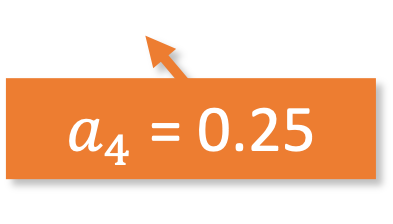 a₄ = 0.25